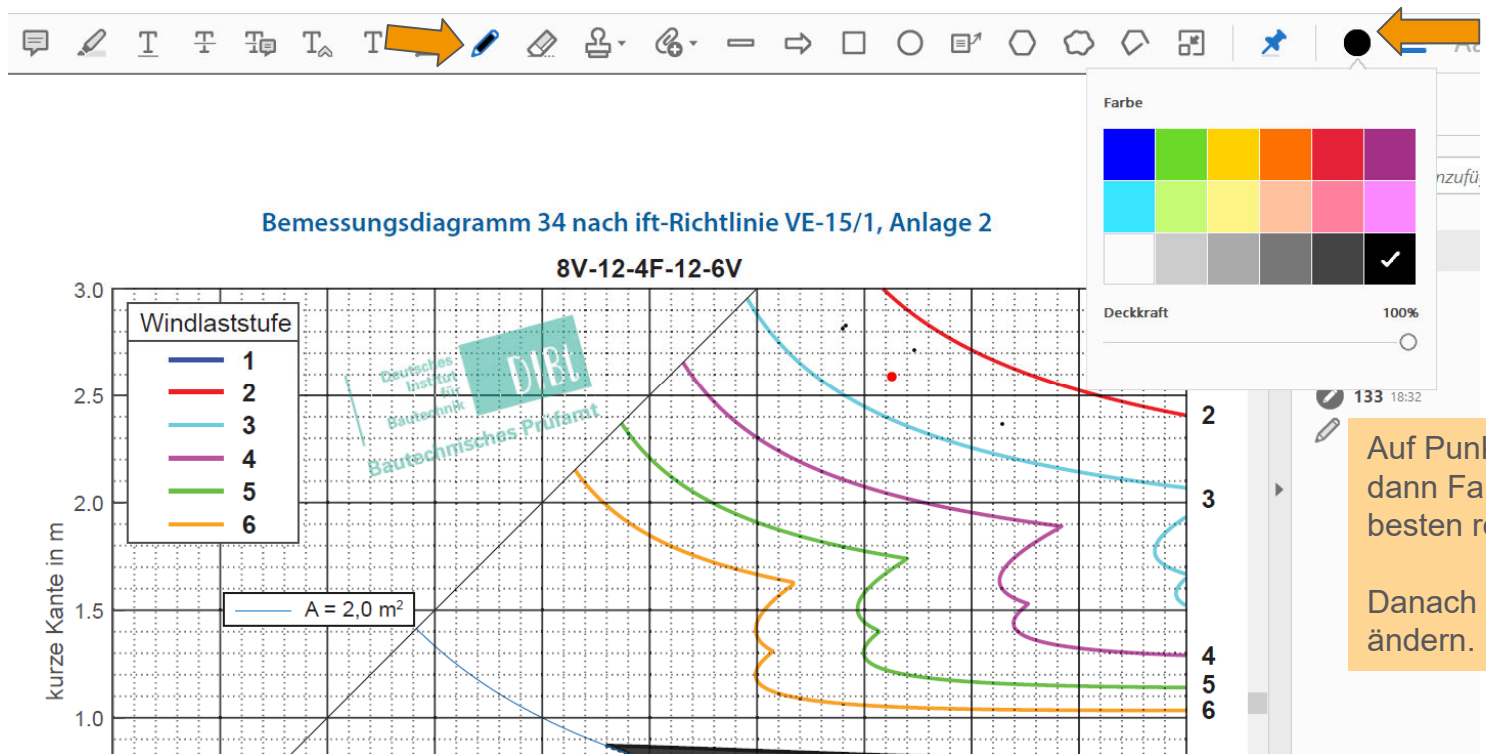 Farbe
Deckkraft
100%
133 18:32
Bemessungsdiagramm 34 nach ift-Richtlinie VE-15/1, Anlage 2
8V-12-4F-12-6V
3.0
2.5
2.0
1.5
1.0
kurze Kante in m
Windlaststufe
1
2
3
4
5
6
Deutsches
Institut
für
Bautechnik
DIBt
Bautechnisches Prüfamt
A = 2,0 m²
2
3
4
5
6
Auf Punk
dann Fa
besten r
Danach
ändern.